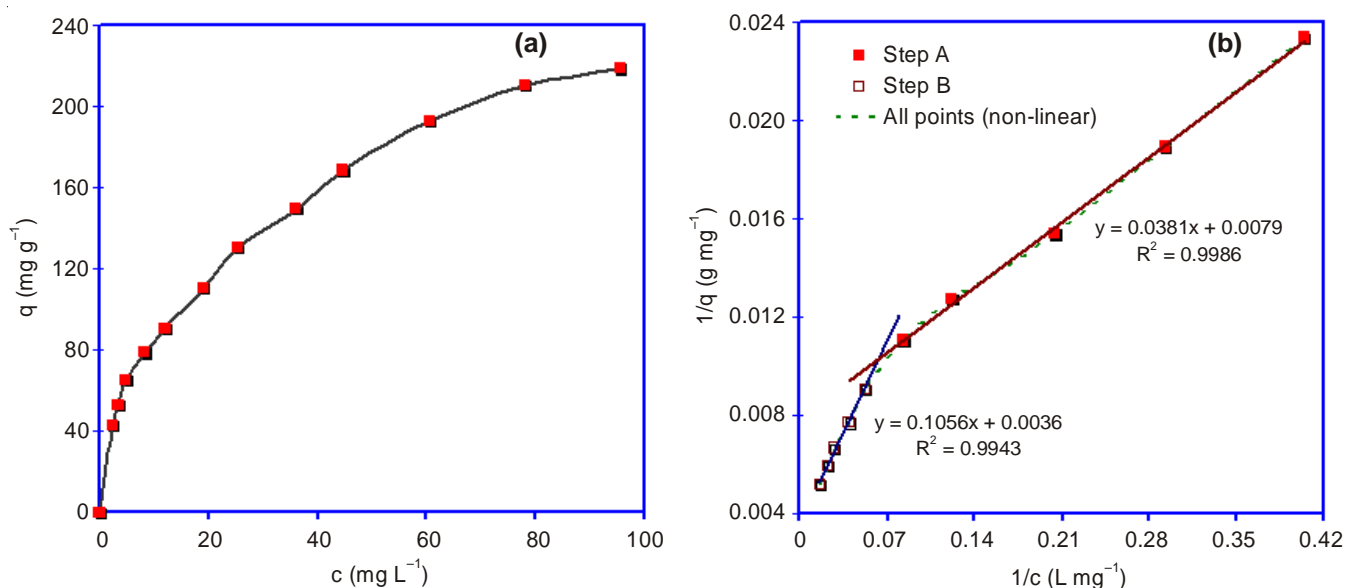 (a)
240
200
160
120
80
40
0
q (mg g⁻¹)
0 20 40 60 80 100
c (mg L⁻¹)
(b)
Step A
Step B
All points (non-linear)
0.024
0.020
0.016
0.012
0.008
0.004
1/q (g mg⁻¹)
y = 0.0381x + 0.0079
R² = 0.9986
y = 0.1056x + 0.0036
R² = 0.9943
0 0.07 0.14 0.21 0.28 0.35 0.42
1/c (L mg⁻¹)